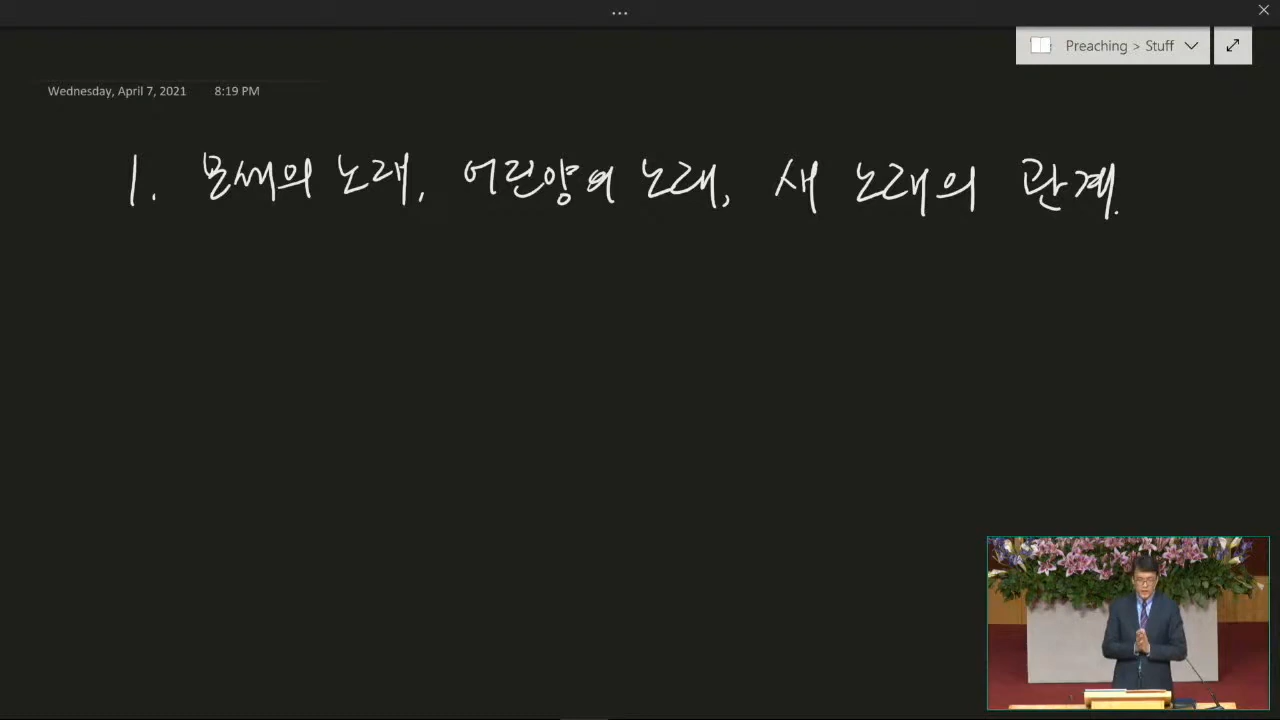 Preaching > Stuff
Wednesday, April 7, 2021 8:19 PM
1. 모세의 노래, 어린양의 노래, 새 노래의 관계.